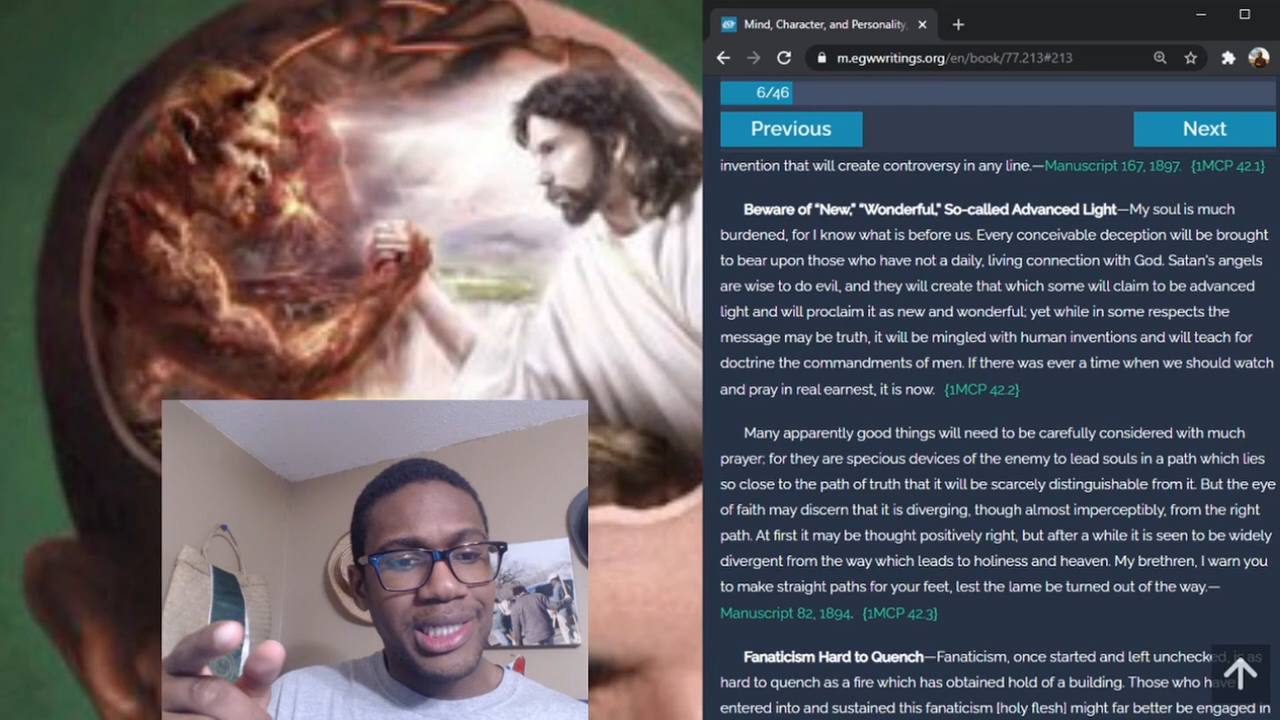 Mind, Character, and Personality,
m.egwwritings.org/en/book/77.213#213
6/46
Previous
Next
invention that will create controversy in any line.—Manuscript 167, 1897. {1MCP 42.1}
Beware of “New,” “Wonderful,” So-called Advanced Light—My soul is much
burdened, for I know what is before us. Every conceivable deception will be brought
to bear upon those who have not a daily, living connection with God. Satan's angels
are wise to do evil, and they will create that which some will claim to be advanced
light and will proclaim it as new and wonderful; yet while in some respects the
message may be truth, it will be mingled with human inventions and will teach for
doctrine the commandments of men. If there was ever a time when we should watch
and pray in real earnest, it is now. {1MCP 42.2}
Many apparently good things will need to be carefully considered with much
prayer; for they are specious devices of the enemy to lead souls in a path which lies
so close to the path of truth that it will be scarcely distinguishable from it. But the eye
of faith may discern that it is diverging, though almost imperceptibly, from the right
path. At first it may be thought positively right, but after a while it is seen to be widely
divergent from the way which leads to holiness and heaven. My brethren, I warn you
to make straight paths for your feet, lest the lame be turned out of the way.—
Manuscript 82, 1894. {1MCP 42.3}
Fanaticism Hard to Quench—Fanaticism, once started and left unchecked, is as
hard to quench as a fire which has obtained hold of a building. Those who have
entered into and sustained this fanaticism [holy flesh] might far better be engaged in